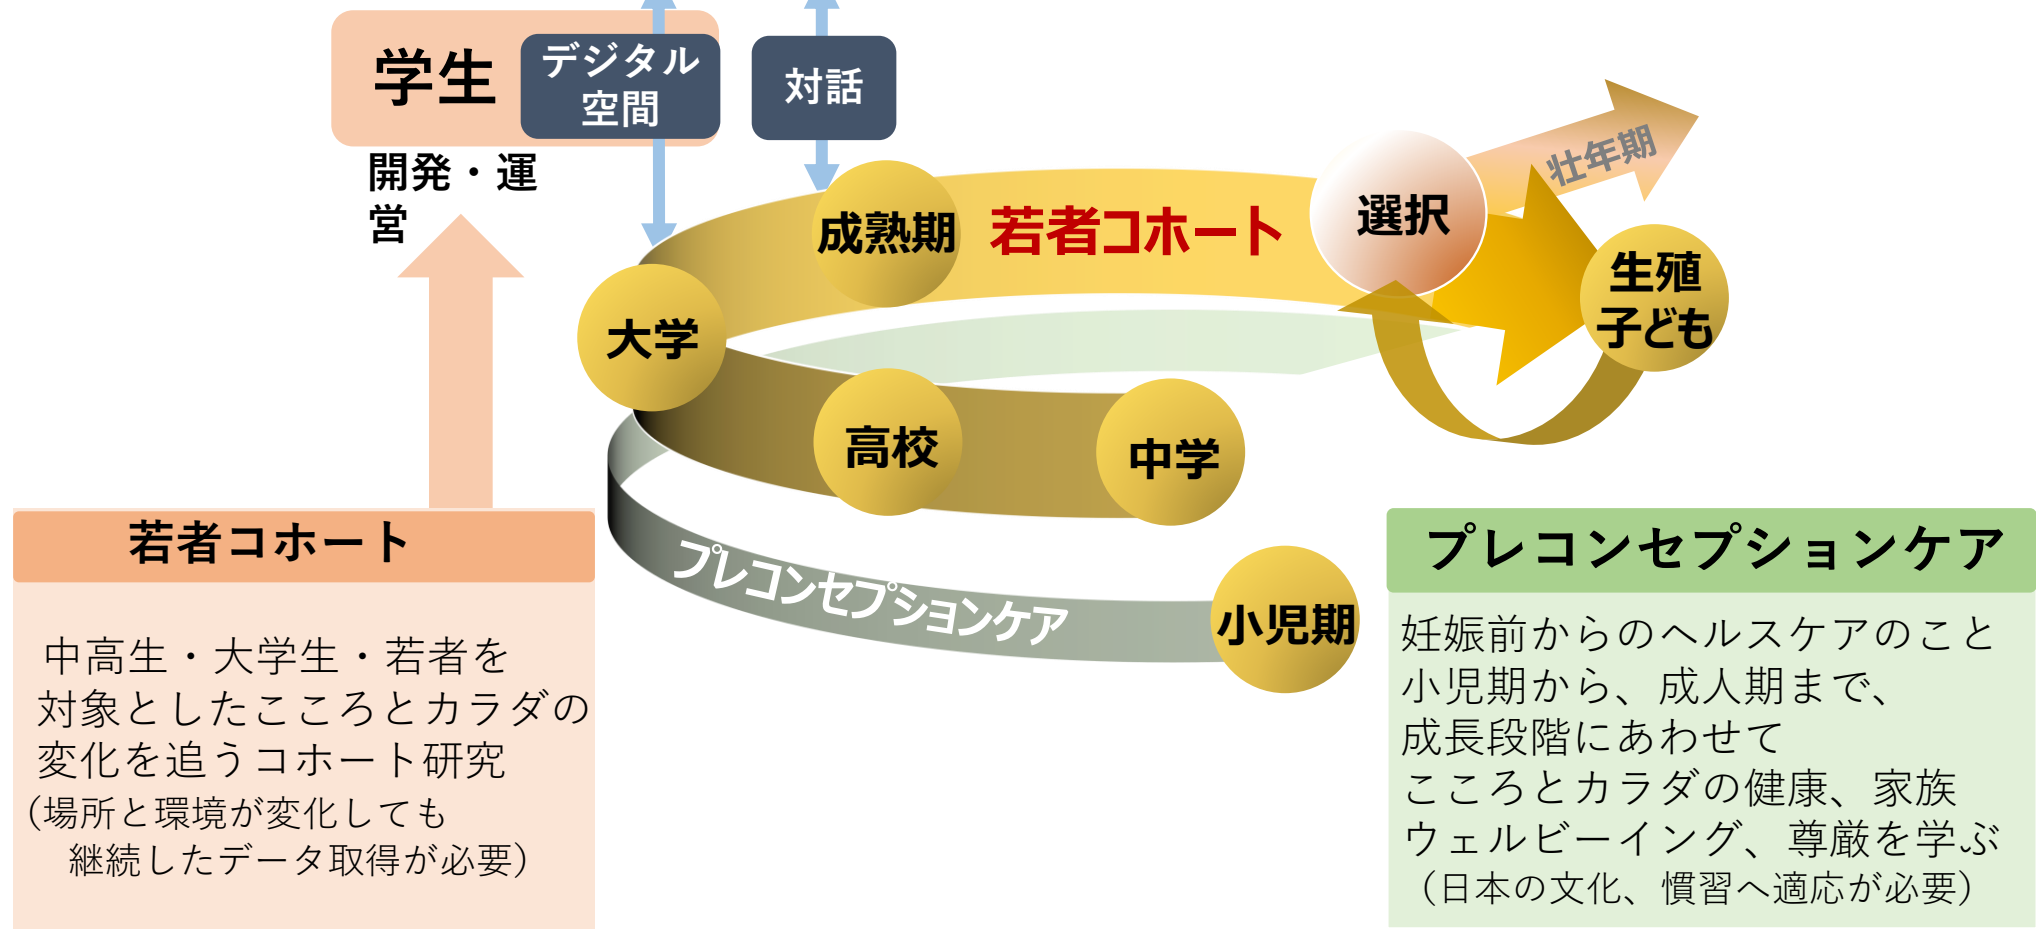 学生
デジタル
空間
対話
開発・運
営
壮年期
選択
成熟期
若者コホート
生殖
子ども
大学
高校
中学
プレコンセプションケア
小児期
若者コホート
中高生・大学生・若者を
対象としたこころとカラダの
変化を追うコホート研究
(場所と環境が変化しても
継続したデータ取得が必要)
プレコンセプションケア
妊娠前からのヘルスケアのこと
小児期から、成人期まで、
成長段階にあわせて
こころとカラダの健康、家族
ウェルビーイング、尊厳を学ぶ
（日本の文化、慣習へ適応が必要）